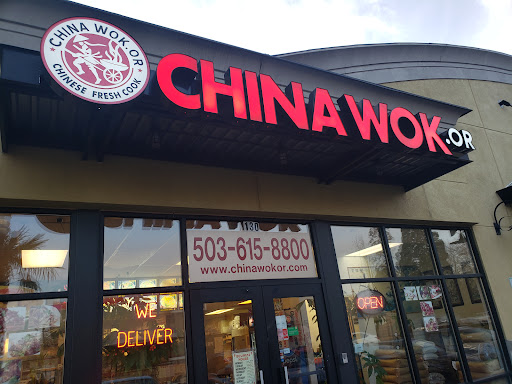 CHINA WOK.OR
CHINESE FRESH COOK
CHINA WOK.OR
1130
503-615-8800
www.chinawokor.com
WE
DELIVER
OPEN